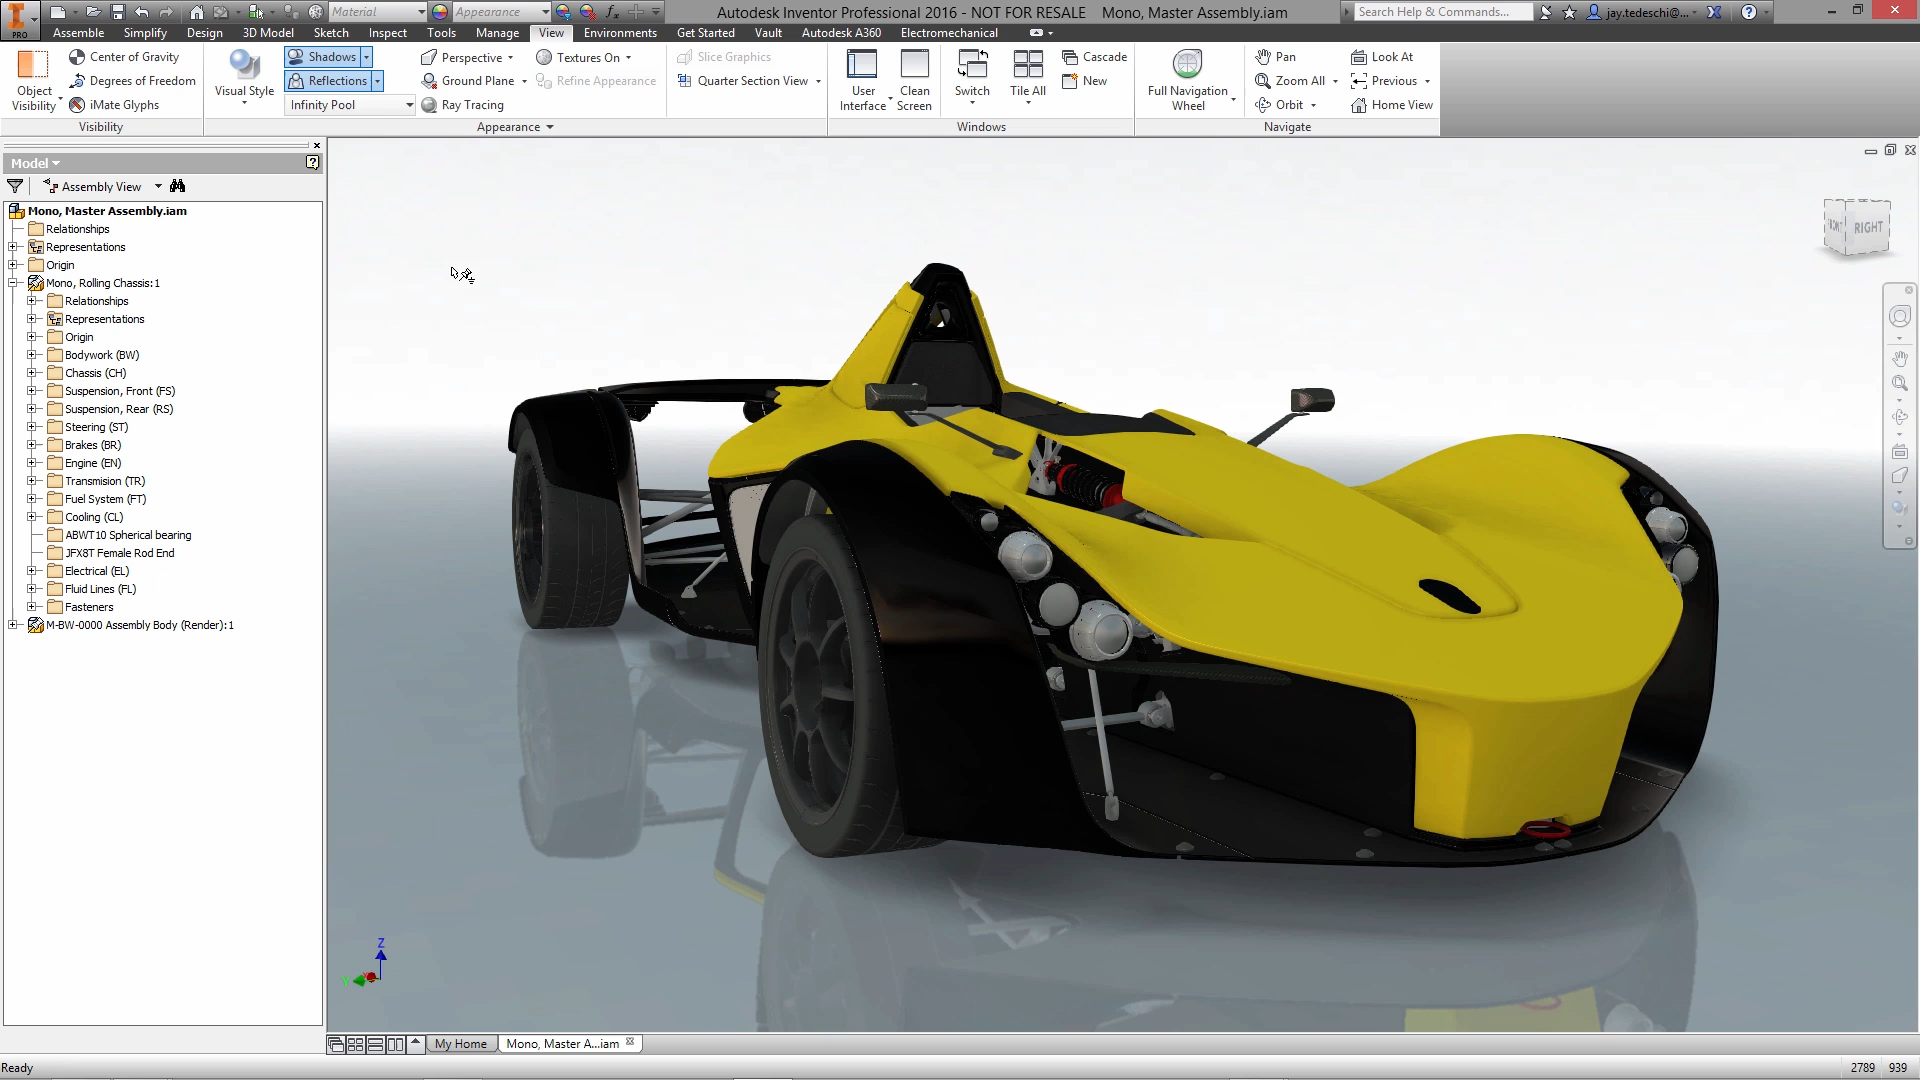 Material
Appearance
Autodesk Inventor Professional 2016 - NOT FOR RESALE Mono, Master Assembly.iam
Search Help & Commands...
jay.tedeschi@...
PRO
Assemble Simplify Design 3D Model Sketch Inspect Tools Manage View Environments Get Started Vault Autodesk A360 Electromechanical
Object Visibility
Center of Gravity
Degrees of Freedom
iMate Glyphs
Visibility
Visual Style
Shadows
Reflections
Infinity Pool
Perspective
Ground Plane
Ray Tracing
Textures On
Refine Appearance
Appearance
Slice Graphics
Quarter Section View
User Interface
Clean Screen
Switch
Tile All
Cascade
New
Windows
Full Navigation Wheel
Pan
Zoom All
Orbit
Look At
Previous
Home View
Navigate
Model
Assembly View
Mono, Master Assembly.iam
Relationships
Representations
Origin
Mono, Rolling Chassis:1
Relationships
Representations
Origin
Bodywork (BW)
Chassis (CH)
Suspension, Front (FS)
Suspension, Rear (RS)
Steering (ST)
Brakes (BR)
Engine (EN)
Transmision (TR)
Fuel System (FT)
Cooling (CL)
ABWT10 Spherical bearing
JFX8T Female Rod End
Electrical (EL)
Fluid Lines (FL)
Fasteners
M-BW-0000 Assembly Body (Render):1
FRONT
RIGHT
Z
Y
My Home
Mono, Master A...iam
Ready
2789 939